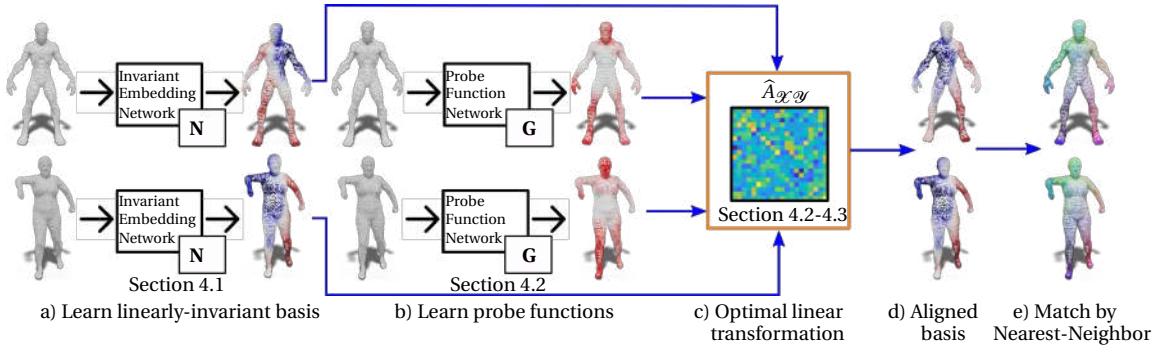 Invariant
Embedding
Network
N
Probe
Function
Network
G
Â𝒳𝒴
Section 4.2-4.3
Invariant
Embedding
Network
N
Section 4.1
Probe
Function
Network
G
Section 4.2
a) Learn linearly-invariant basis
b) Learn probe functions
c) Optimal linear
transformation
d) Aligned
basis
e) Match by
Nearest-Neighbor